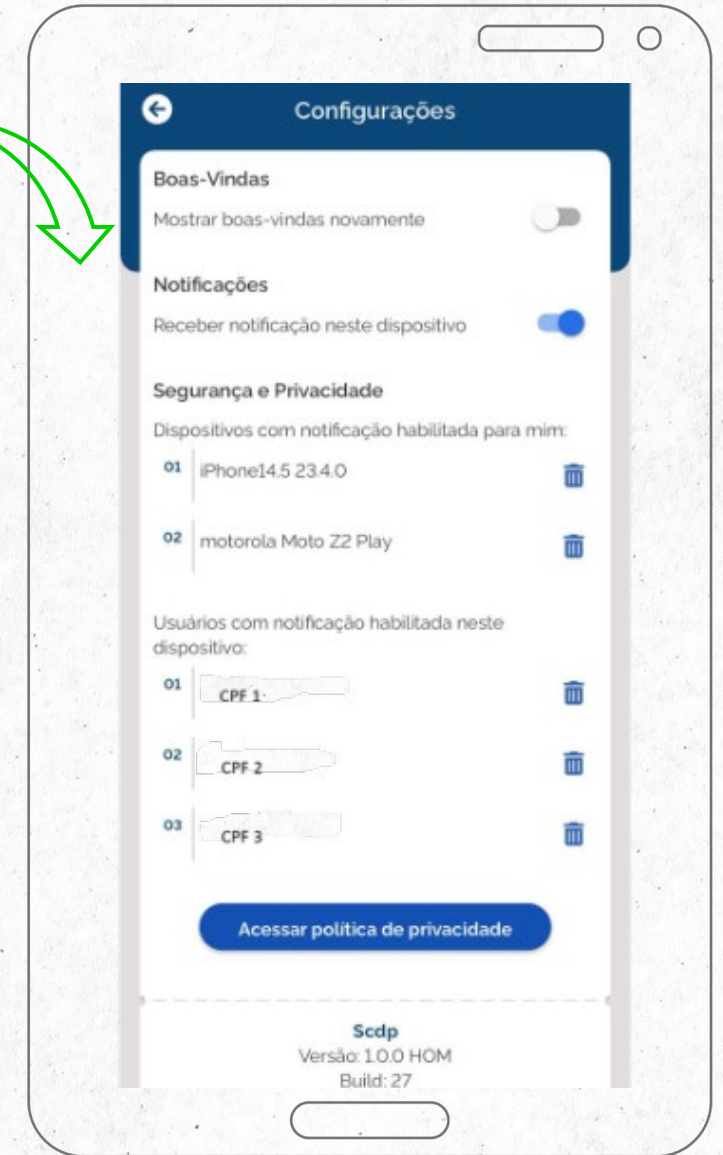 Configurações
Boas-Vindas
Mostrar boas-vindas novamente
Notificações
Receber notificação neste dispositivo
Segurança e Privacidade
Dispositivos com notificação habilitada para mim:
01 iPhone14.5 23.4.0
02 motorola Moto Z2 Play
Usuários com notificação habilitada neste
dispositivo:
01 CPF 1
02 CPF 2
03 CPF 3
Acessar política de privacidade
Scdp
Versão: 1.0.0 HOM
Build: 27